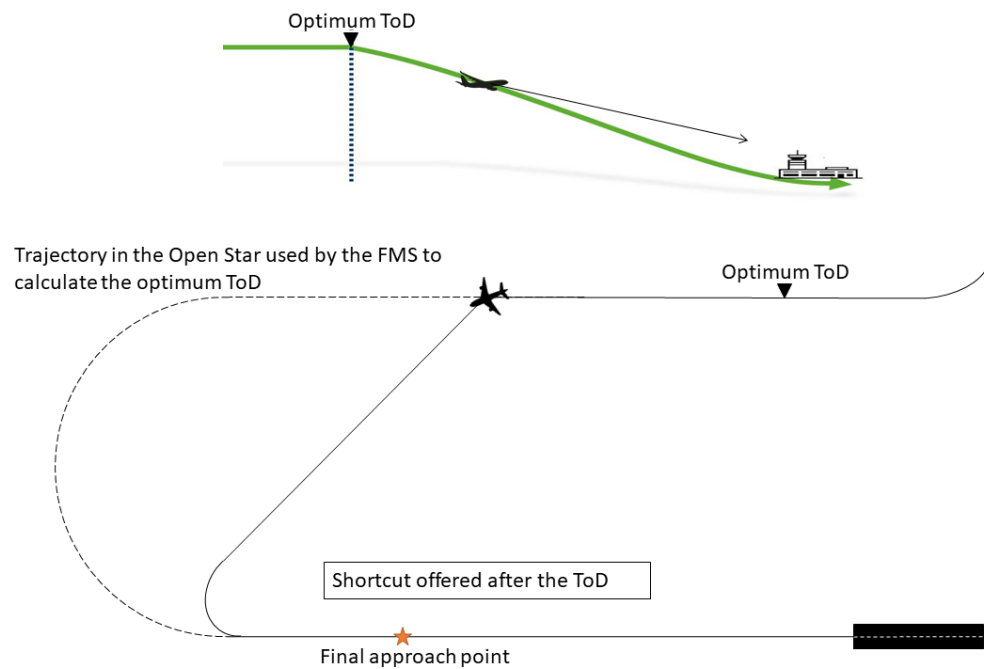 Optimum ToD
Trajectory in the Open Star used by the FMS to
calculate the optimum ToD
Optimum ToD
Shortcut offered after the ToD
Final approach point